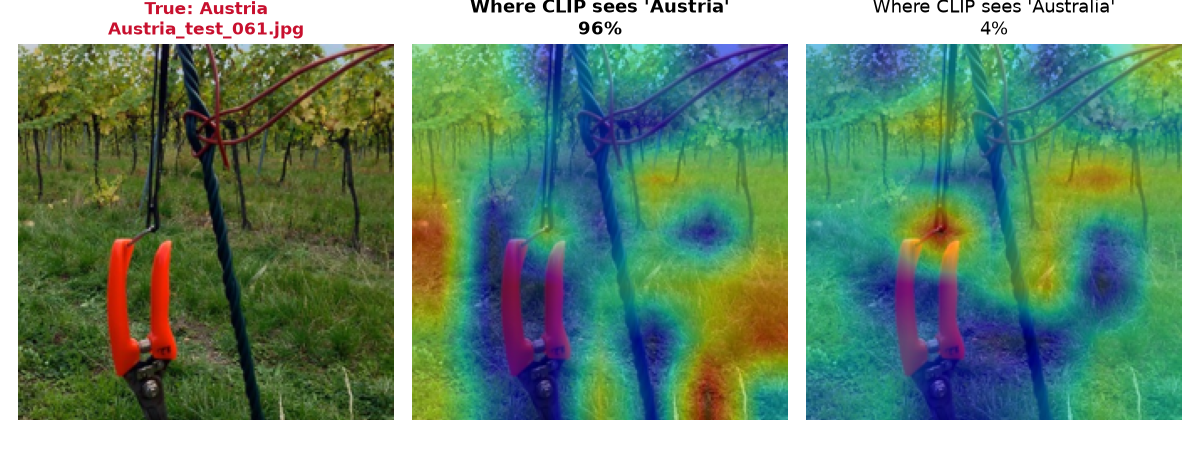 True: Austria
Austria_test_061.jpg
Where CLIP sees 'Austria'
96%
Where CLIP sees 'Australia'
4%